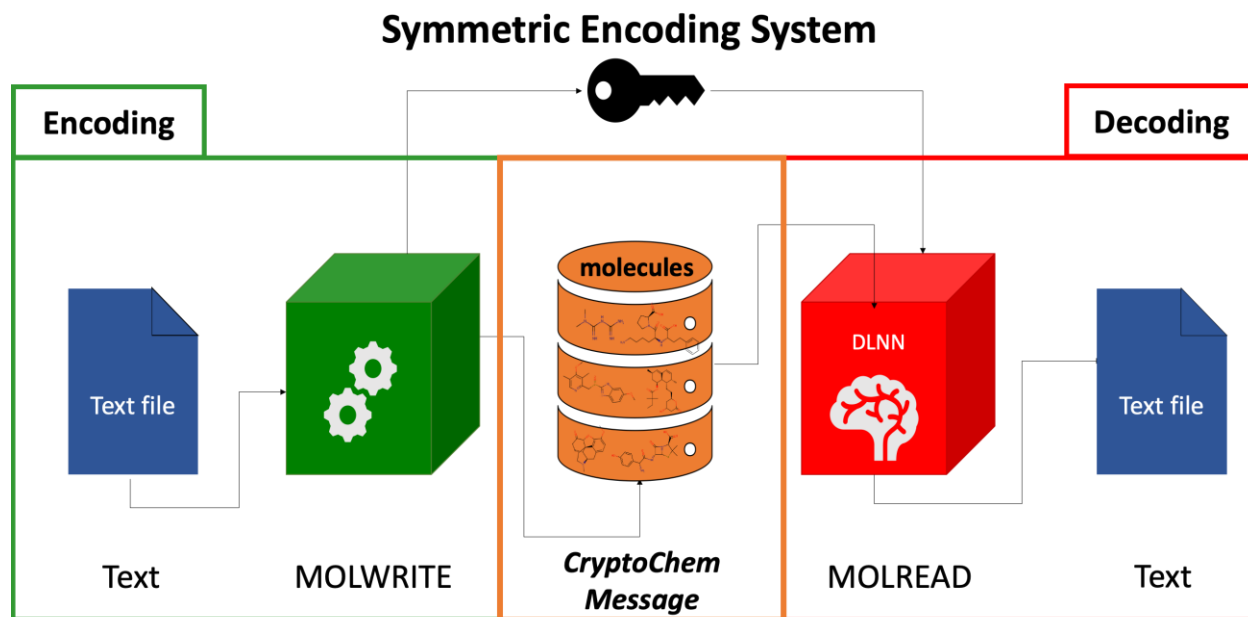 Symmetric Encoding System
Encoding
Decoding
molecules
DLNN
Text file
Text file
Text
MOLWRITE
CryptoChem
Message
MOLREAD
Text